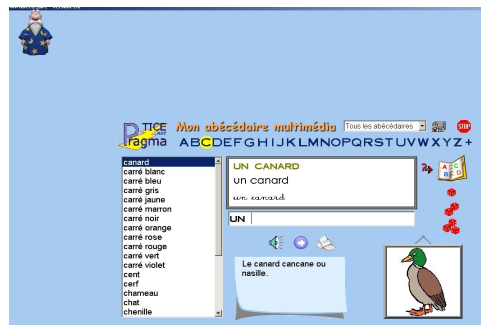 TICE
.net
Pragma
Mon abécédaire multimédia
Tous les abécédaires
STOP
ABCDEFGHIJKLMNOPQRSTUVWXYZ+
canard
carré blanc
carré bleu
carré gris
carré jaune
carré marron
carré noir
carré orange
carré rose
carré rouge
carré vert
carré violet
cent
cerf
chameau
chat
chenille
UN CANARD
un canard
un canard
UN
Le canard cancane ou
nasille.